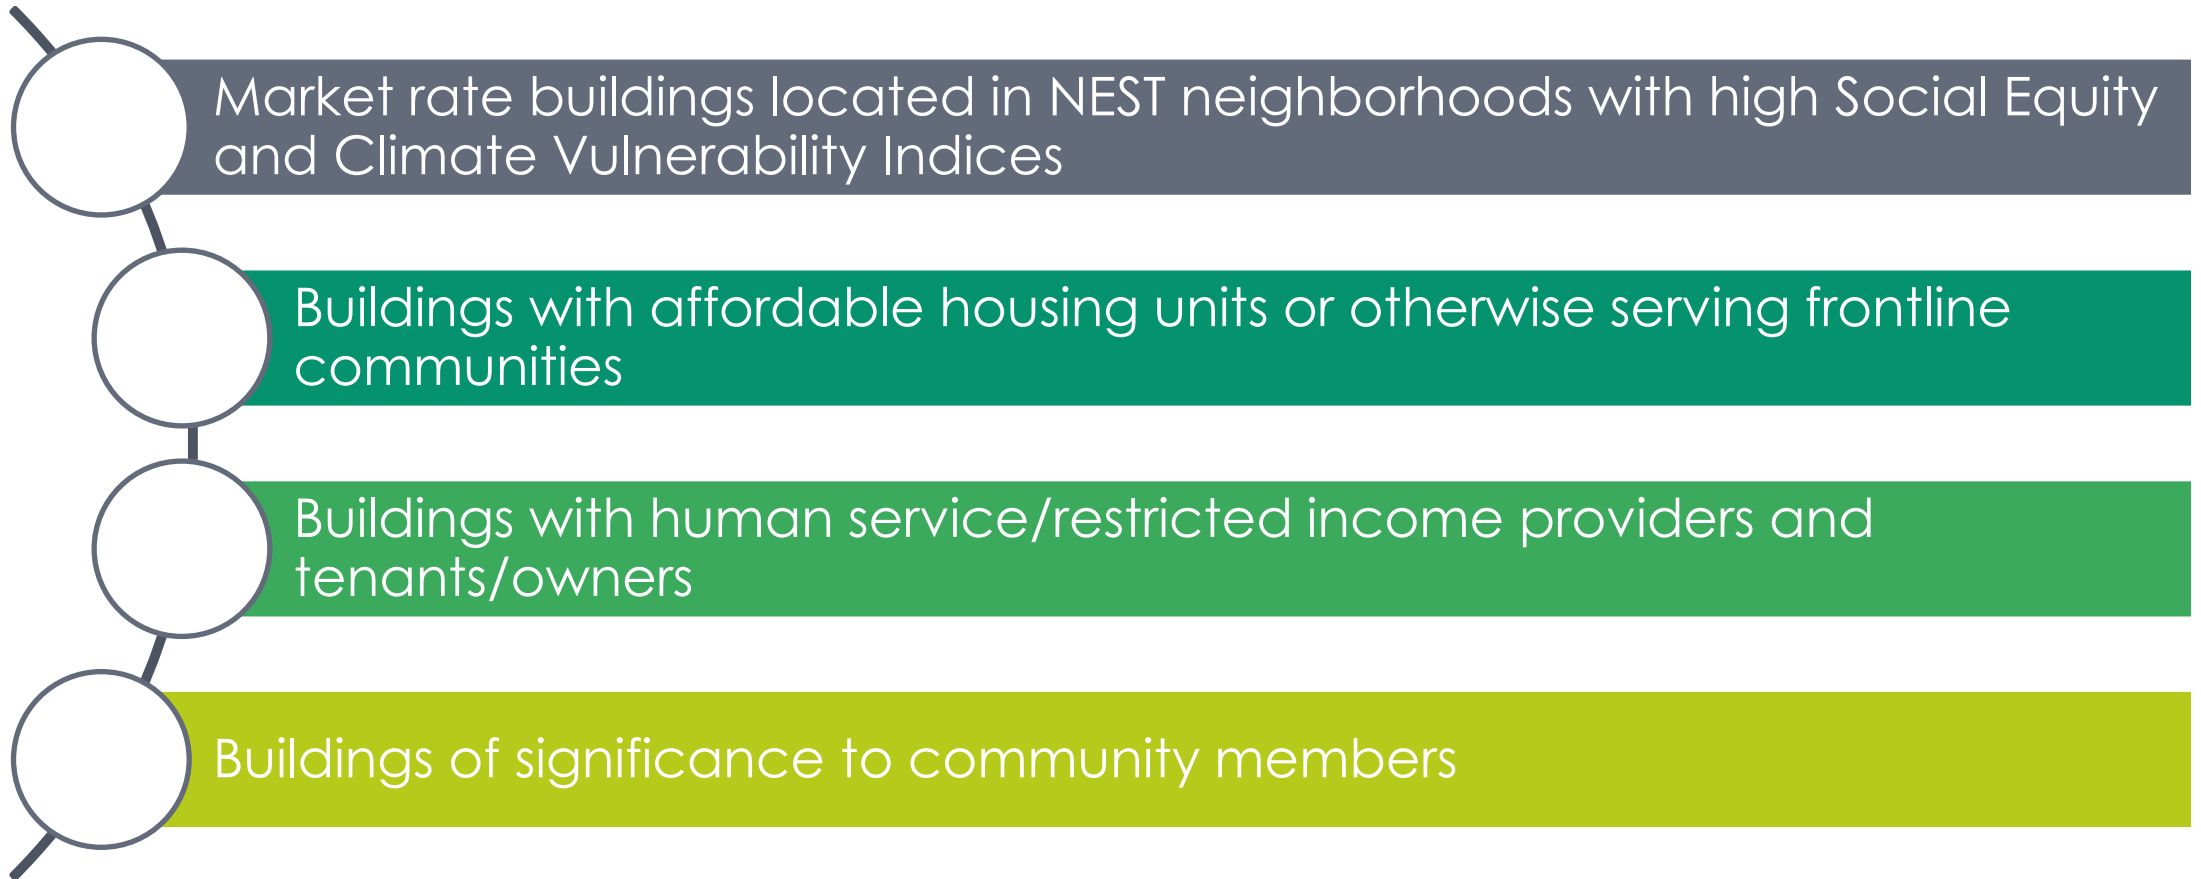 Market rate buildings located in NEST neighborhoods with high Social Equity
and Climate Vulnerability Indices
Buildings with affordable housing units or otherwise serving frontline
communities
Buildings with human service/restricted income providers and
tenants/owners
Buildings of significance to community members